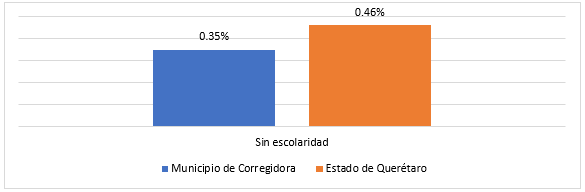 0.46%
0.35%
Sin escolaridad
Municipio de Corregidora
Estado de Querétaro